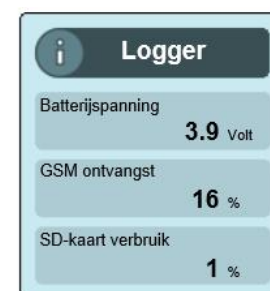 i Logger
Batterijspanning
3.9 Volt
GSM ontvangst
16 %
SD-kaart verbruik
1 %